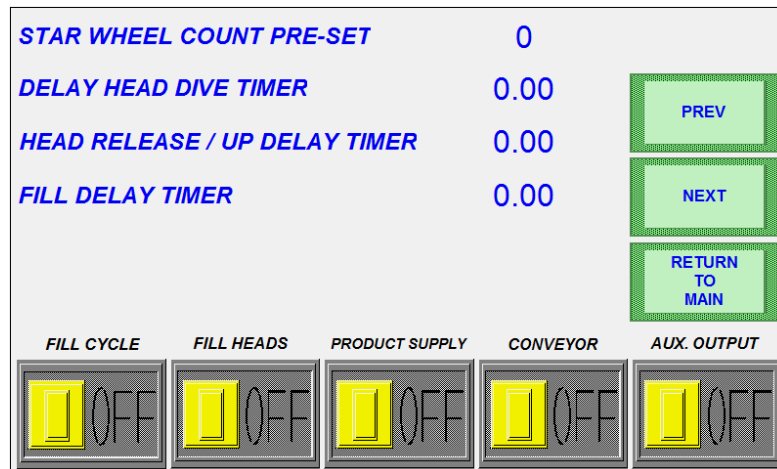 STAR WHEEL COUNT PRE-SET 0
DELAY HEAD DIVE TIMER 0.00
HEAD RELEASE / UP DELAY TIMER 0.00
FILL DELAY TIMER 0.00
PREV
NEXT
RETURN
TO
MAIN
FILL CYCLE FILL HEADS PRODUCT SUPPLY CONVEYOR AUX. OUTPUT
OFF OFF OFF OFF OFF